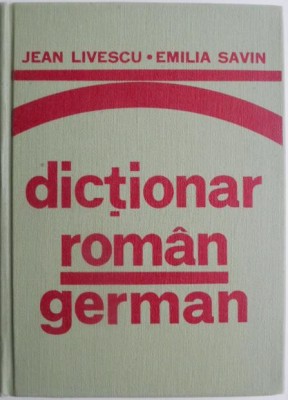 JEAN LIVESCU • EMILIA SAVIN
dicționar
român
german